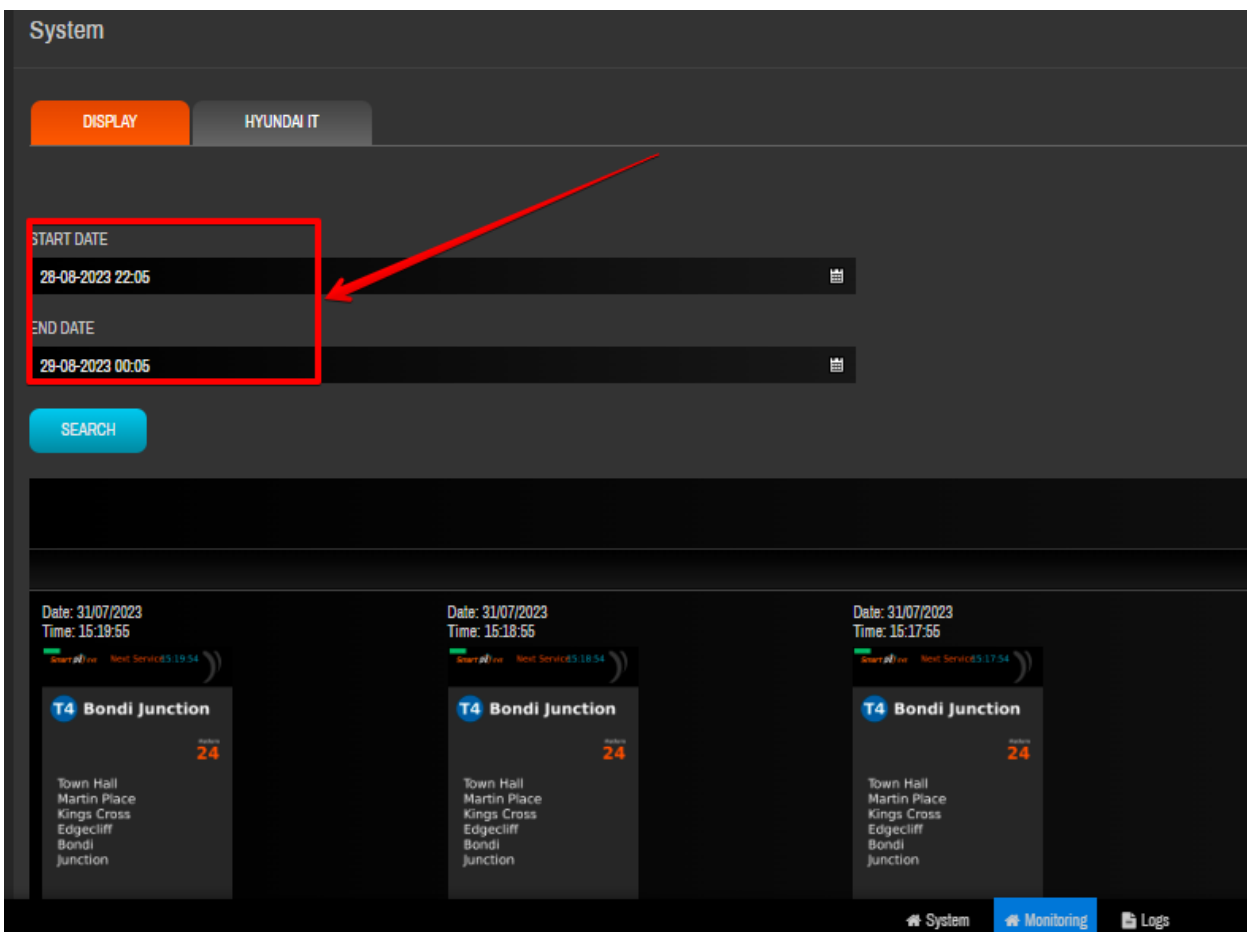 System
DISPLAY
HYUNDAI IT
START DATE
28-08-2023 22:05
END DATE
29-08-2023 00:05
SEARCH
Date: 31/07/2023
Time: 15:19:55
Next Service 15:19:54
T4 Bondi Junction
24
Town Hall
Martin Place
Kings Cross
Edgecliff
Bondi
Junction
Date: 31/07/2023
Time: 15:18:55
Next Service 15:18:54
T4 Bondi Junction
24
Town Hall
Martin Place
Kings Cross
Edgecliff
Bondi
Junction
Date: 31/07/2023
Time: 15:17:55
Next Service 15:17:54
T4 Bondi Junction
24
Town Hall
Martin Place
Kings Cross
Edgecliff
Bondi
Junction
System
Monitoring
Logs